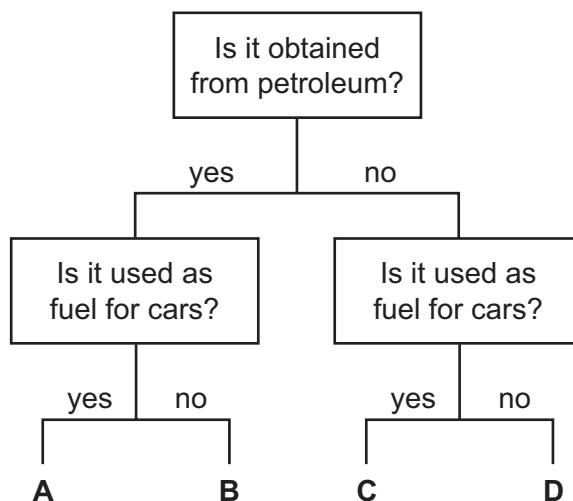 Is it obtained
from petroleum?
yes
no
Is it used as
fuel for cars?
Is it used as
fuel for cars?
yes
no
yes
no
A
B
C
D